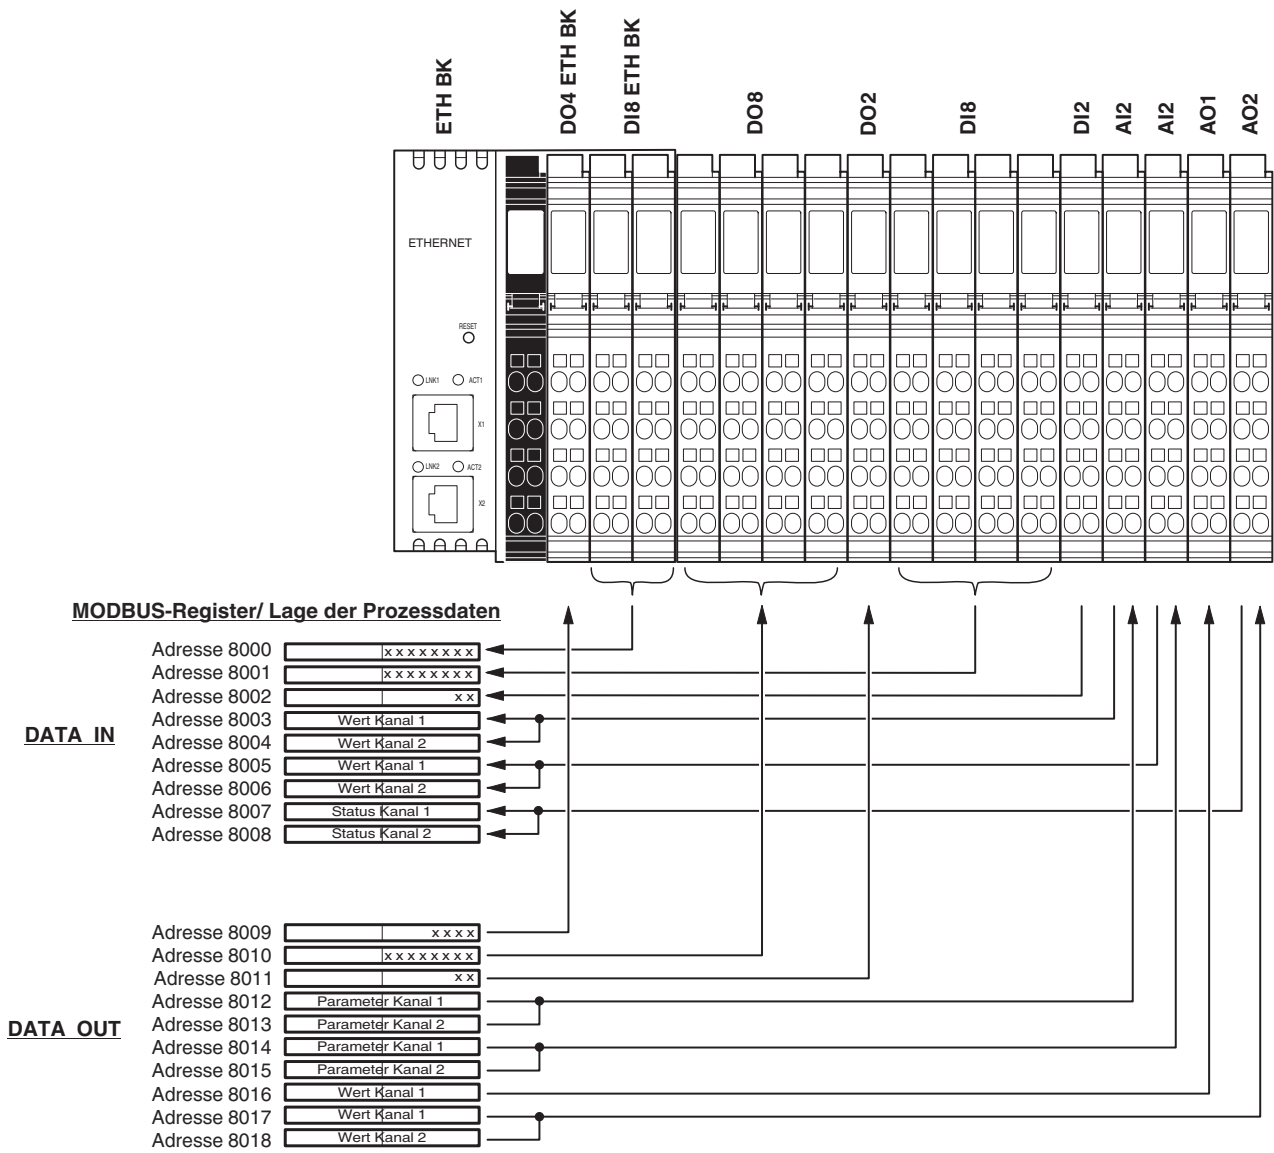 ETH BK
DO4 ETH BK
DI8 ETH BK
DO8
DO2
DI8
DI2
AI2
AI2
AO1
AO2
ETHERNET
RESET
LNK1 ACT1
X1
LNK2 ACT2
X2
MODBUS-Register/ Lage der Prozessdaten
DATA IN
Adresse 8000 xxxxxxxx
Adresse 8001 xxxxxxxx
Adresse 8002 xx
Adresse 8003 Wert Kanal 1
Adresse 8004 Wert Kanal 2
Adresse 8005 Wert Kanal 1
Adresse 8006 Wert Kanal 2
Adresse 8007 Status Kanal 1
Adresse 8008 Status Kanal 2
DATA OUT
Adresse 8009 xxxx
Adresse 8010 xxxxxxxx
Adresse 8011 xx
Adresse 8012 Parameter Kanal 1
Adresse 8013 Parameter Kanal 2
Adresse 8014 Parameter Kanal 1
Adresse 8015 Parameter Kanal 2
Adresse 8016 Wert Kanal 1
Adresse 8017 Wert Kanal 1
Adresse 8018 Wert Kanal 2